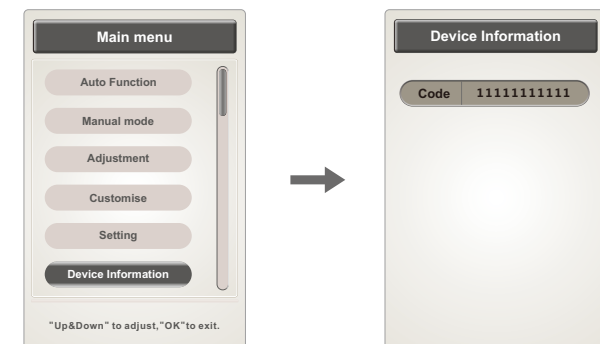 Main menu
Auto Function
Manual mode
Adjustment
Customise
Setting
Device Information
"Up&Down" to adjust,"OK"to exit.
Device Information
Code 11111111111